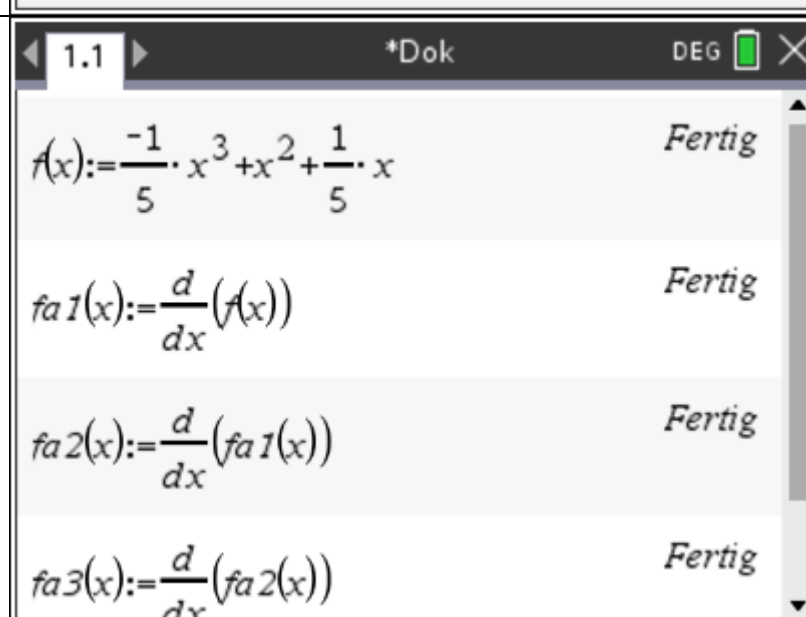 1.1 *Dok DEG
f(x):=-1/5·x^3+x^2+1/5·x Fertig
fa1(x):=d/dx(f(x)) Fertig
fa2(x):=d/dx(fa1(x)) Fertig
fa3(x):=d/dx(fa2(x)) Fertig